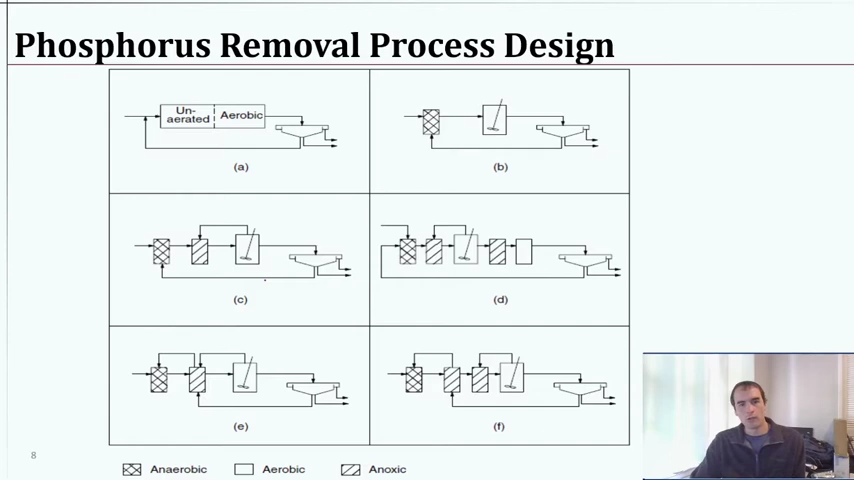 Phosphorus Removal Process Design
Un-
aerated
Aerobic
(a)
(b)
(c)
(d)
(e)
(f)
8
Anaerobic
Aerobic
Anoxic